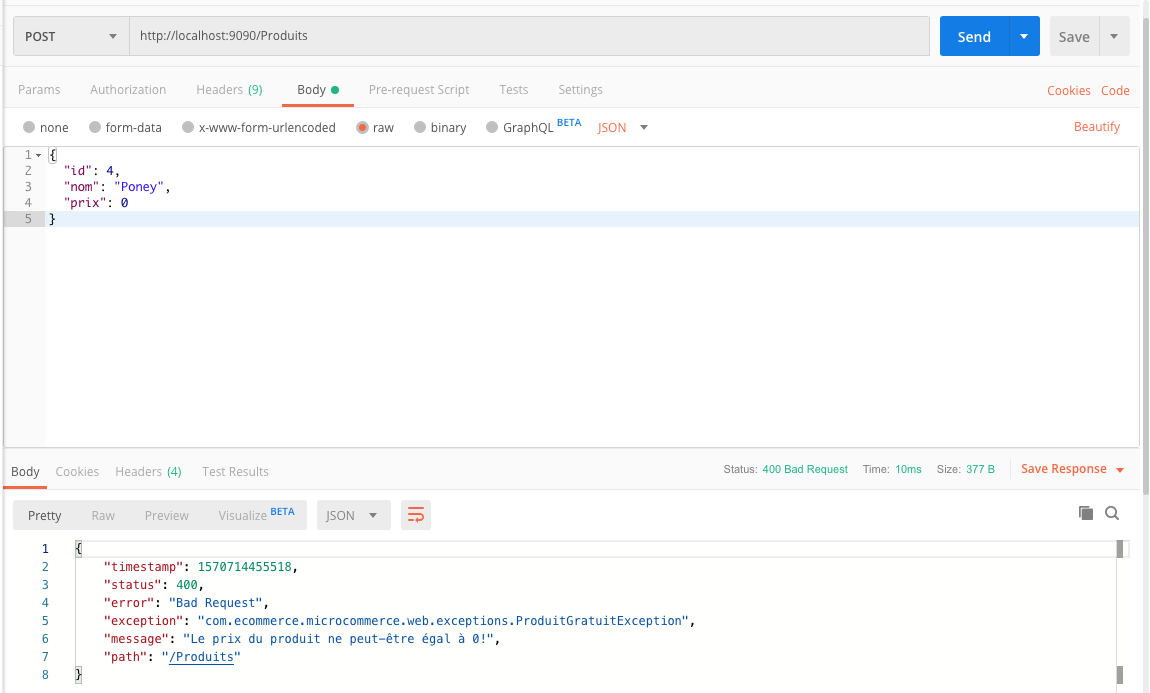 POST http://localhost:9090/Produits Send Save
Params Authorization Headers (9) Body Pre-request Script Tests Settings Cookies Code
none form-data x-www-form-urlencoded raw binary GraphQL BETA JSON Beautify
1 {
2 "id": 4,
3 "nom": "Poney",
4 "prix": 0
5 }
Body Cookies Headers (4) Test Results Status: 400 Bad Request Time: 10ms Size: 377 B Save Response
Pretty Raw Preview Visualize BETA JSON
1 {
2 "timestamp": 1570714455518,
3 "status": 400,
4 "error": "Bad Request",
5 "exception": "com.ecommerce.microcommerce.web.exceptions.ProduitGratuitException",
6 "message": "Le prix du produit ne peut-être égal à 0!",
7 "path": "/Produits"
8 }